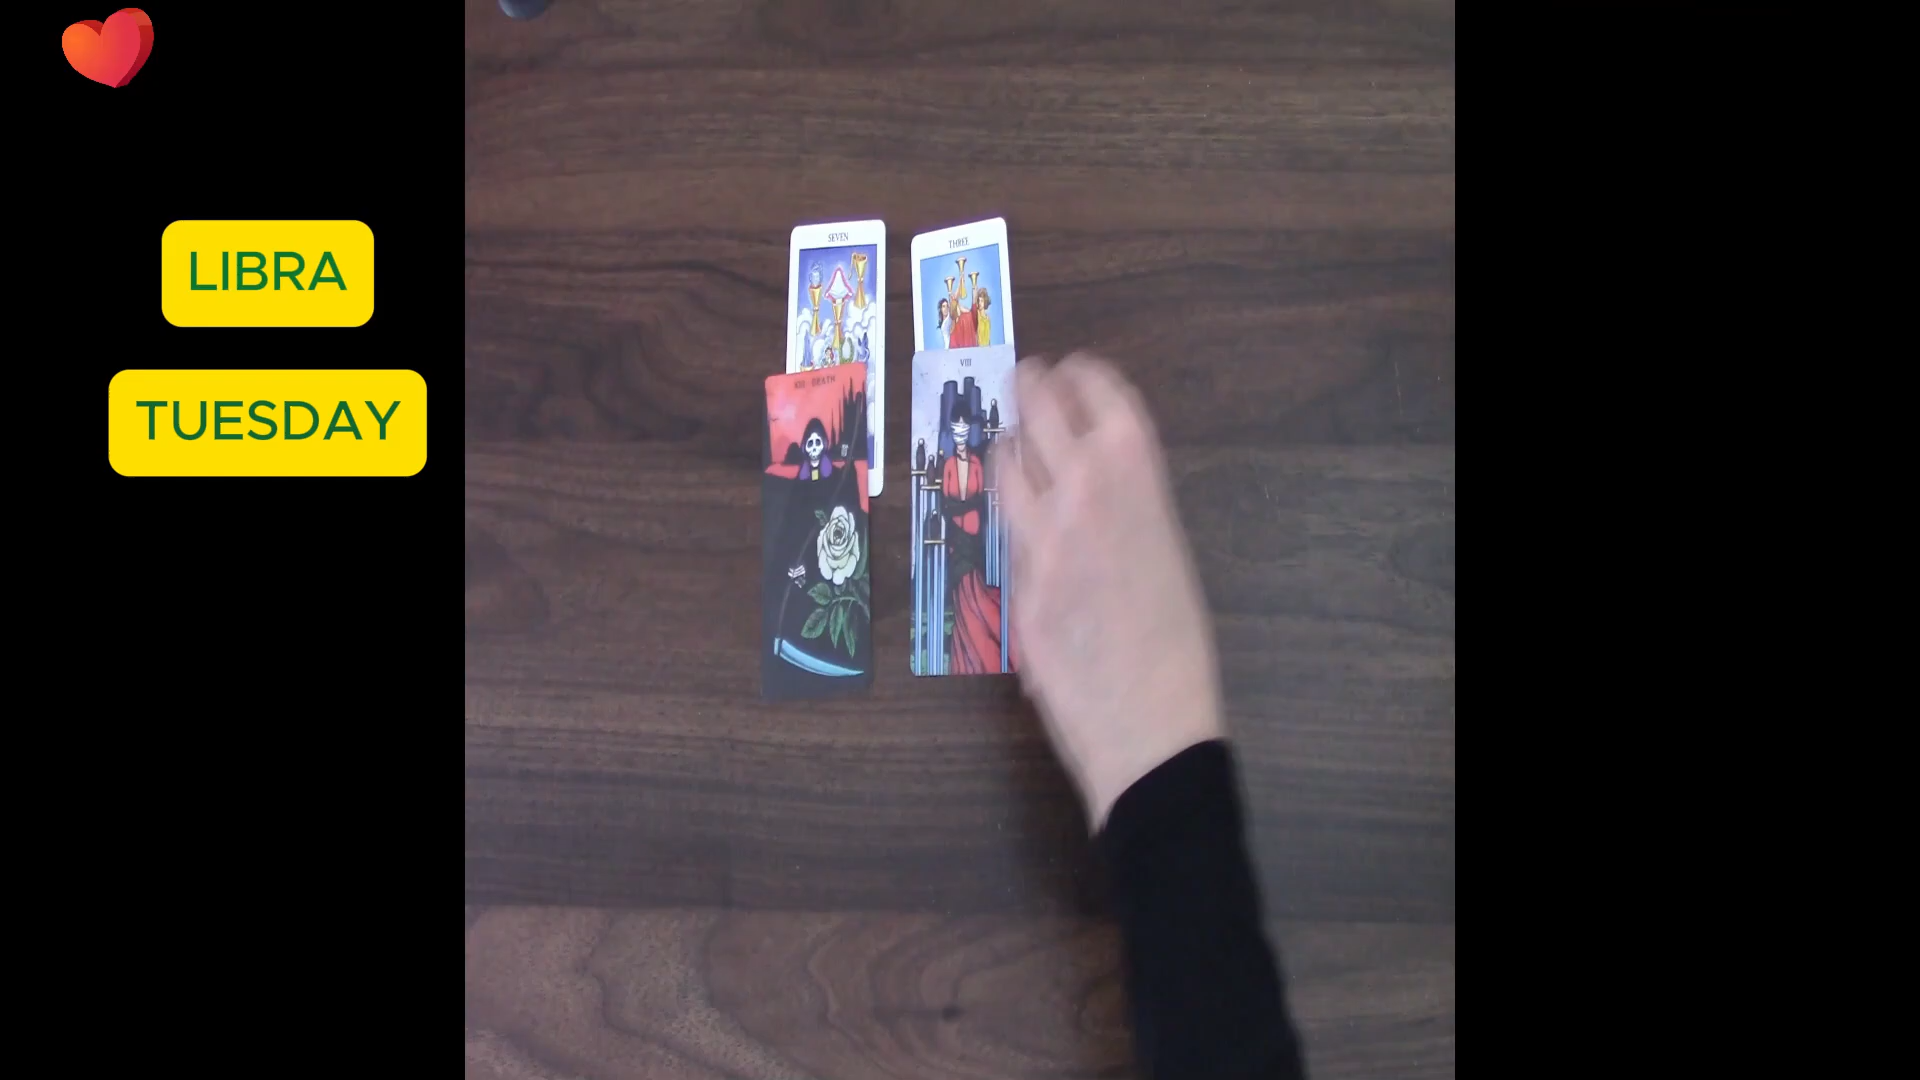 LIBRA
TUESDAY
SEVEN
THREE
XIII · DEATH
VIII